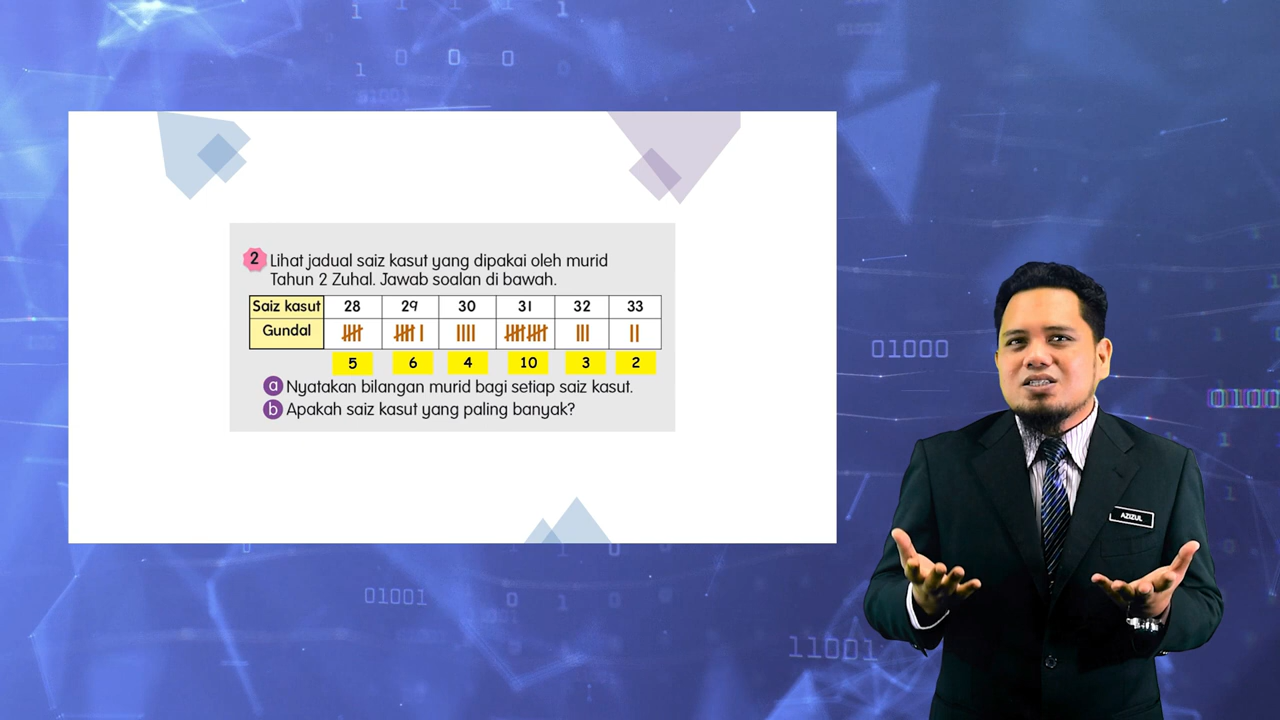 2 Lihat jadual saiz kasut yang dipakai oleh murid
Tahun 2 Zuhal. Jawab soalan di bawah.
Saiz kasut 28 29 30 31 32 33
Gundal
5 6 4 10 3 2
a Nyatakan bilangan murid bagi setiap saiz kasut.
b Apakah saiz kasut yang paling banyak?
AZIZUL
01000
01001
11001